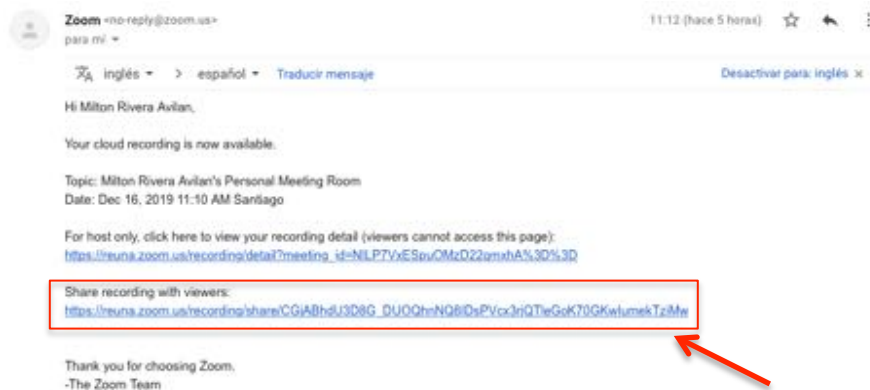 Zoom <no-reply@zoom.us>
11:12 (hace 5 horas)
para mí
inglés > español Traducir mensaje
Desactivar para: inglés x
Hi Milton Rivera Avilan,
Your cloud recording is now available.
Topic: Milton Rivera Avilan's Personal Meeting Room
Date: Dec 16, 2019 11:10 AM Santiago
For host only, click here to view your recording detail (viewers cannot access this page):
Share recording with viewers:
Thank you for choosing Zoom.
-The Zoom Team